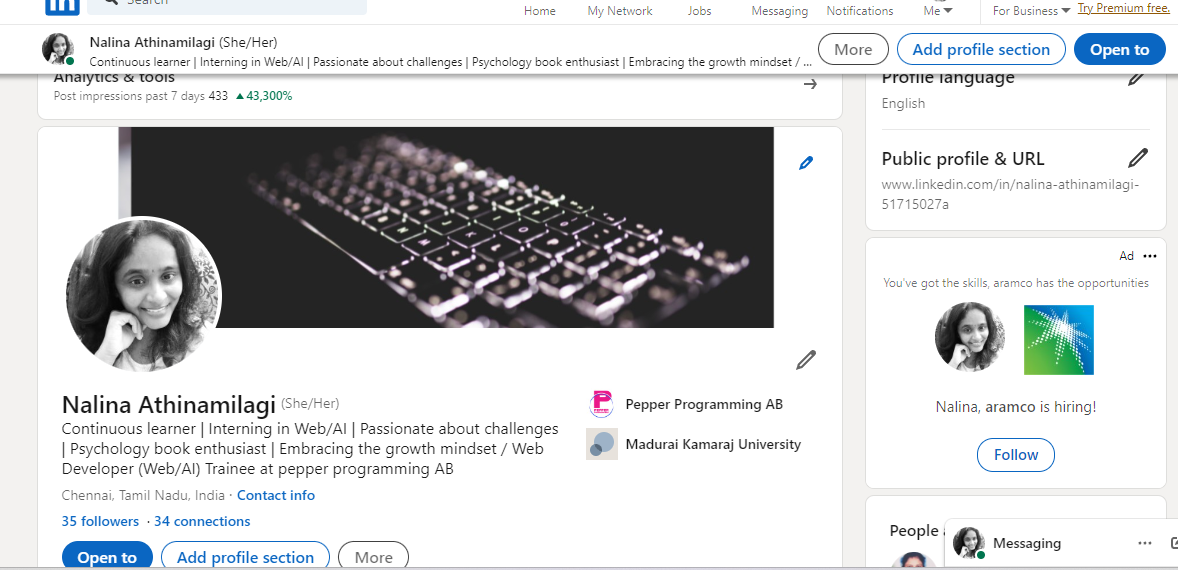 in
Search
Home
My Network
Jobs
Messaging
Notifications
Me
For Business
Try Premium free.
Nalina Athinamilagi (She/Her)
Continuous learner | Interning in Web/AI | Passionate about challenges | Psychology book enthusiast | Embracing the growth mindset / ...
More
Add profile section
Open to
Analytics & tools
Post impressions past 7 days 433 ▲43,300%
Nalina Athinamilagi (She/Her)
Continuous learner | Interning in Web/AI | Passionate about challenges
| Psychology book enthusiast | Embracing the growth mindset / Web
Developer (Web/AI) Trainee at pepper programming AB
Chennai, Tamil Nadu, India · Contact info
35 followers · 34 connections
Open to
Add profile section
More
Pepper Programming AB
Madurai Kamaraj University
Profile language
English
Public profile & URL
www.linkedin.com/in/nalina-athinamilagi-
51715027a
Ad ···
You've got the skills, aramco has the opportunities
Nalina, aramco is hiring!
Follow
People
Messaging